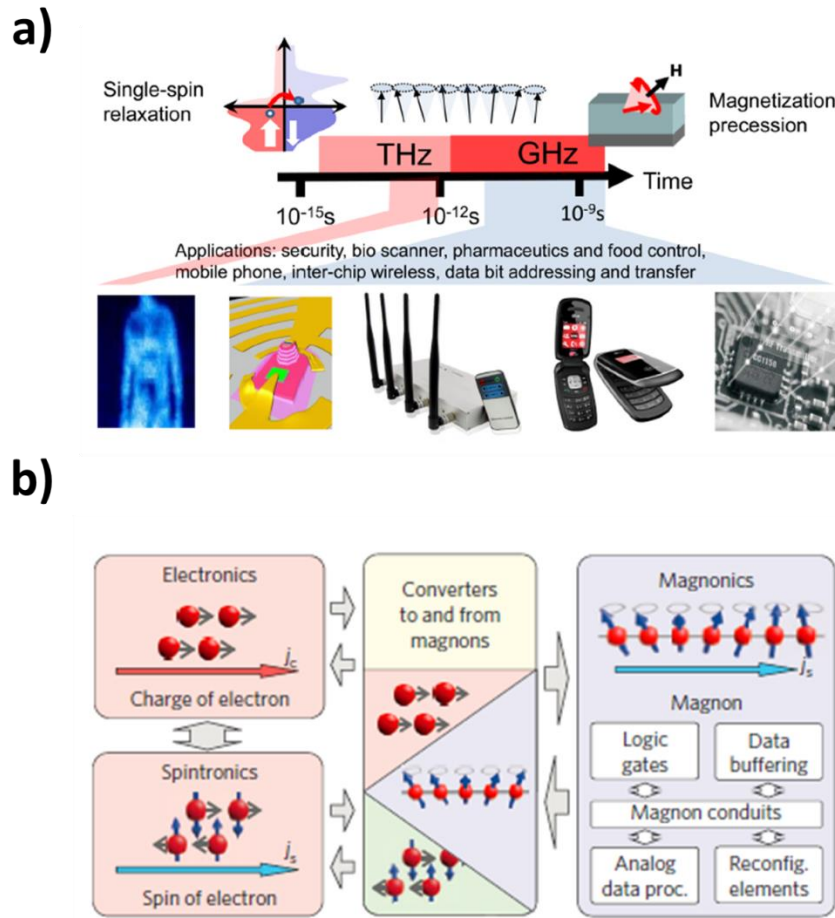 a)
Single-spin
relaxation
H
Magnetization
precession
THz
GHz
Time
10⁻¹⁵s
10⁻¹²s
10⁻⁹s
Applications: security, bio scanner, pharmaceutics and food control,
mobile phone, inter-chip wireless, data bit addressing and transfer
b)
Electronics
jc
Charge of electron
Spintronics
js
Spin of electron
Converters
to and from
magnons
Magnonics
js
Magnon
Logic
gates
Data
buffering
Magnon conduits
Analog
data proc.
Reconfig.
elements